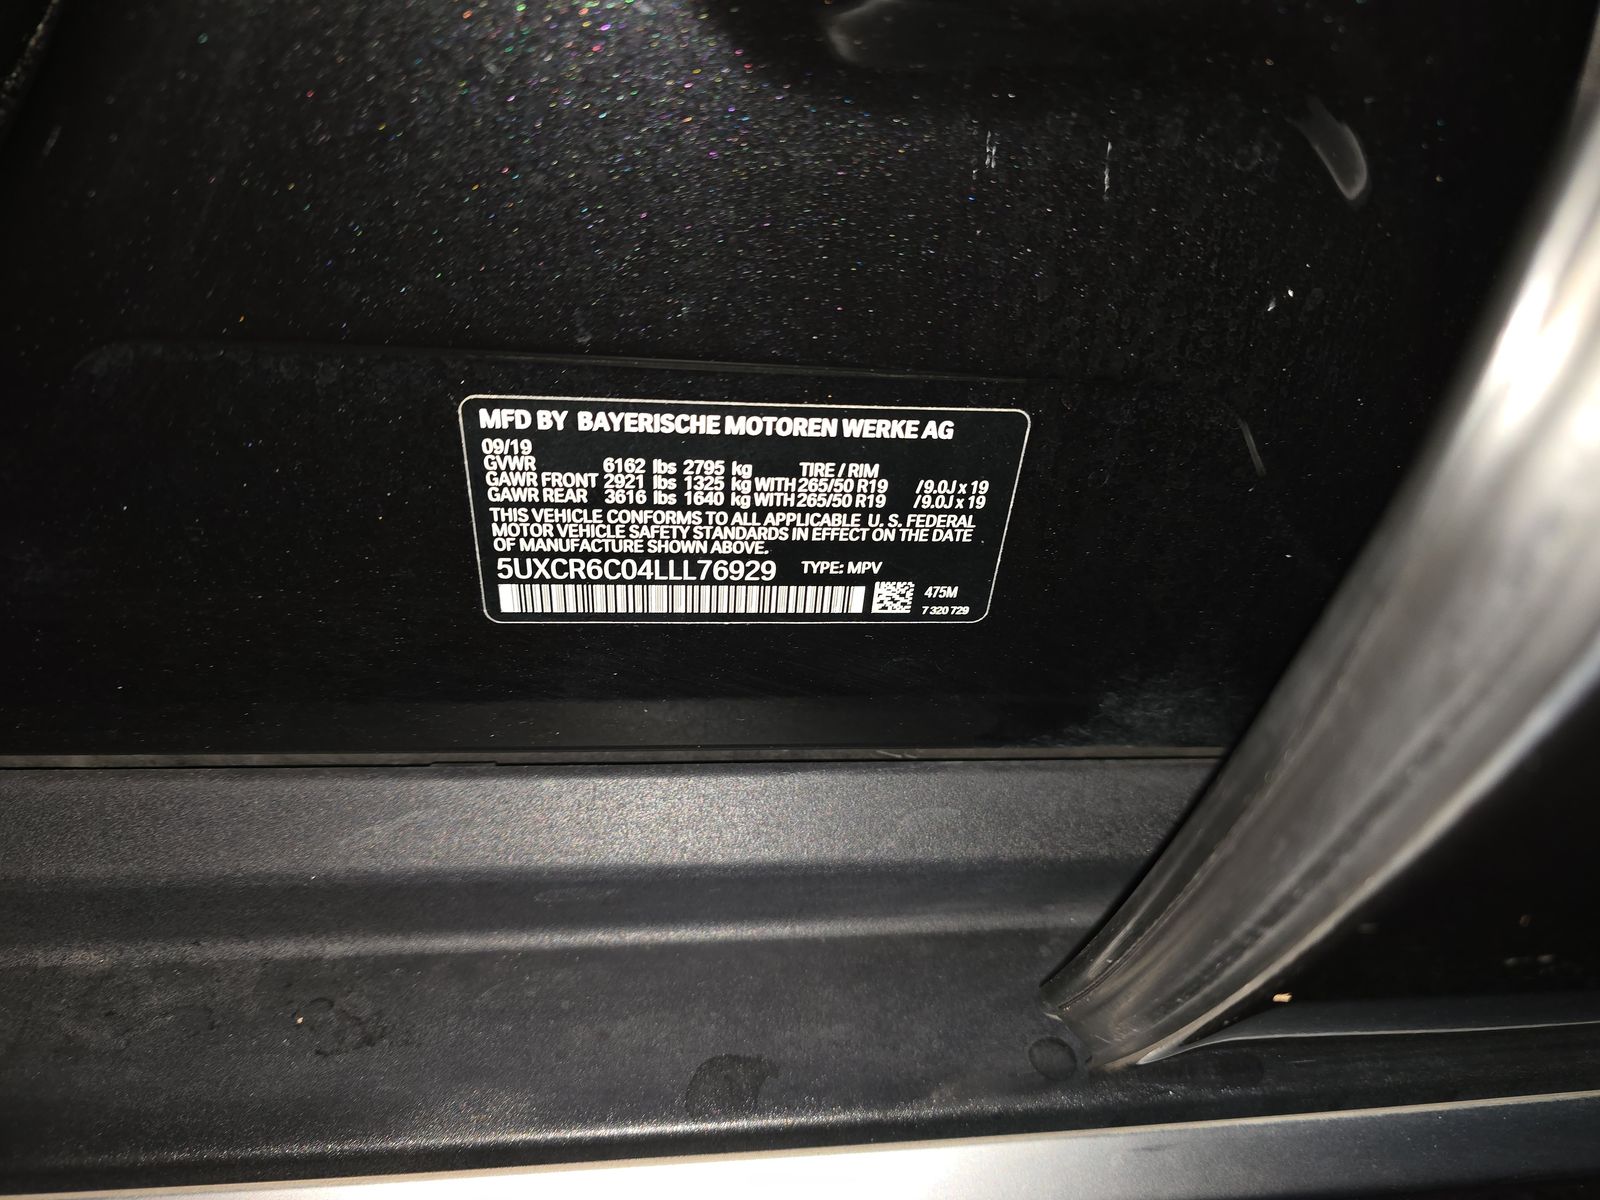 MFD BY BAYERISCHE MOTOREN WERKE AG
09/19
GVWR 6162 lbs 2795 kg TIRE / RIM
GAWR FRONT 2921 lbs 1325 kg WITH 265/50 R19 /9.0J x 19
GAWR REAR 3616 lbs 1640 kg WITH 265/50 R19 /9.0J x 19
THIS VEHICLE CONFORMS TO ALL APPLICABLE U. S. FEDERAL
MOTOR VEHICLE SAFETY STANDARDS IN EFFECT ON THE DATE
OF MANUFACTURE SHOWN ABOVE.
5UXCR6C04LLL76929 TYPE: MPV
475M
7 320 729